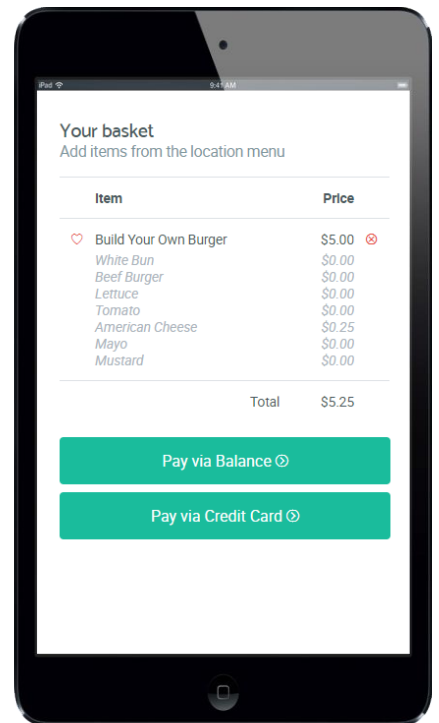 iPad 9:41 AM
Your basket
Add items from the location menu
Item Price
Build Your Own Burger $5.00
White Bun $0.00
Beef Burger $0.00
Lettuce $0.00
Tomato $0.00
American Cheese $0.25
Mayo $0.00
Mustard $0.00
Total $5.25
Pay via Balance
Pay via Credit Card